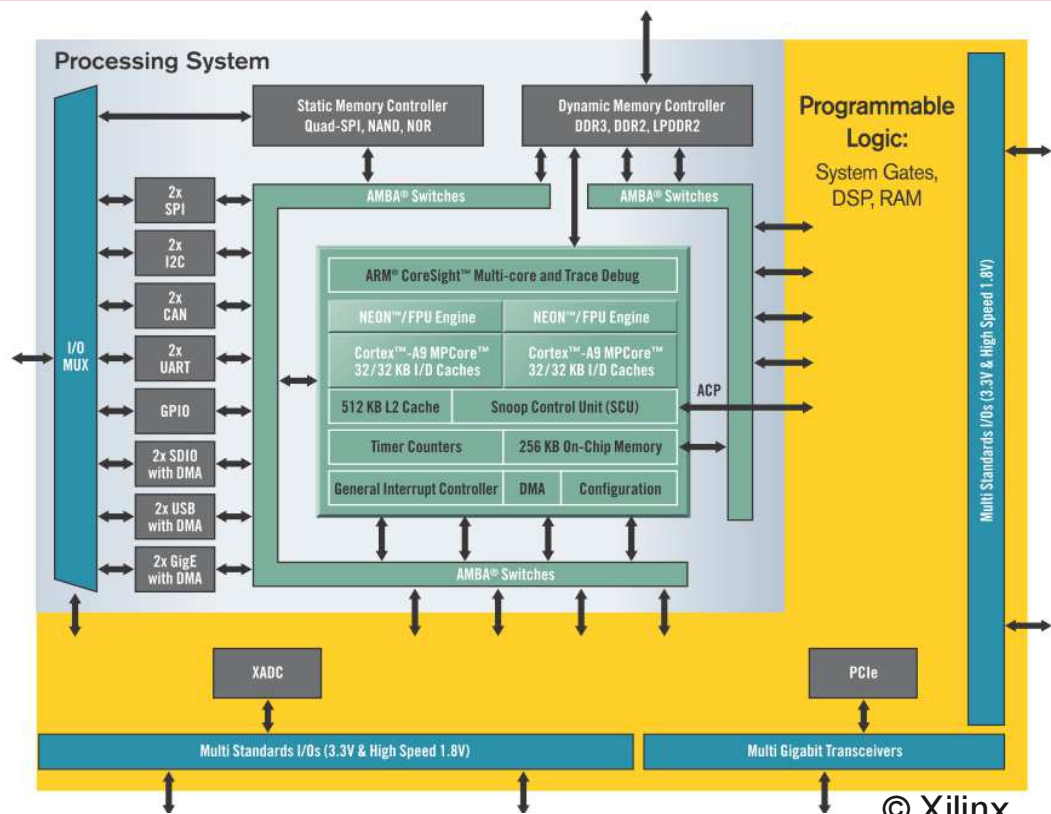 Processing System
Static Memory Controller
Quad-SPI, NAND, NOR
Dynamic Memory Controller
DDR3, DDR2, LPDDR2
Programmable
Logic:
System Gates,
DSP, RAM
2x
SPI
AMBA® Switches
AMBA® Switches
2x
I2C
ARM® CoreSight™ Multi-core and Trace Debug
2x
CAN
NEON™/FPU Engine
NEON™/FPU Engine
I/O
MUX
2x
UART
Cortex™-A9 MPCore™
32/32 KB I/D Caches
Cortex™-A9 MPCore™
32/32 KB I/D Caches
ACP
GPIO
512 KB L2 Cache
Snoop Control Unit (SCU)
2x SDIO
with DMA
Timer Counters
256 KB On-Chip Memory
2x USB
with DMA
General Interrupt Controller
DMA
Configuration
2x GigE
with DMA
AMBA® Switches
Multi Standards I/Os (3.3V & High Speed 1.8V)
XADC
PCIe
Multi Standards I/Os (3.3V & High Speed 1.8V)
Multi Gigabit Transceivers
© Xilinx